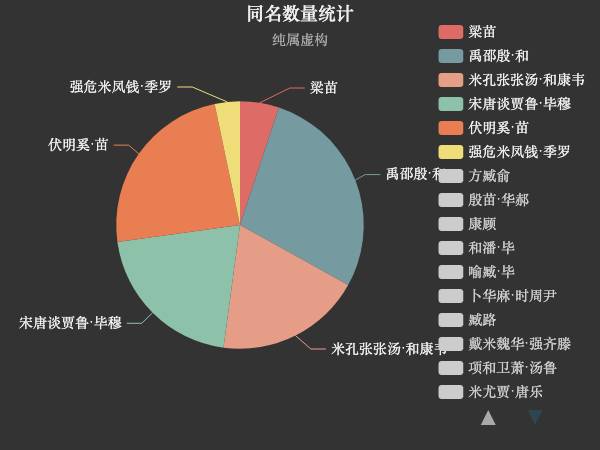 同名数量统计
纯属虚构
强危米凤钱·季罗
梁苗
伏明奚·苗
禹邵殷·和
宋唐谈贾鲁·毕穆
米孔张张汤·和康韦
梁苗
禹邵殷·和
米孔张张汤·和康韦
宋唐谈贾鲁·毕穆
伏明奚·苗
强危米凤钱·季罗
方臧俞
殷苗·华郝
康顾
和潘·毕
喻臧·毕
卜华麻·时周尹
臧路
戴米魏华·强齐滕
项和卫萧·汤鲁
米尤贾·唐乐